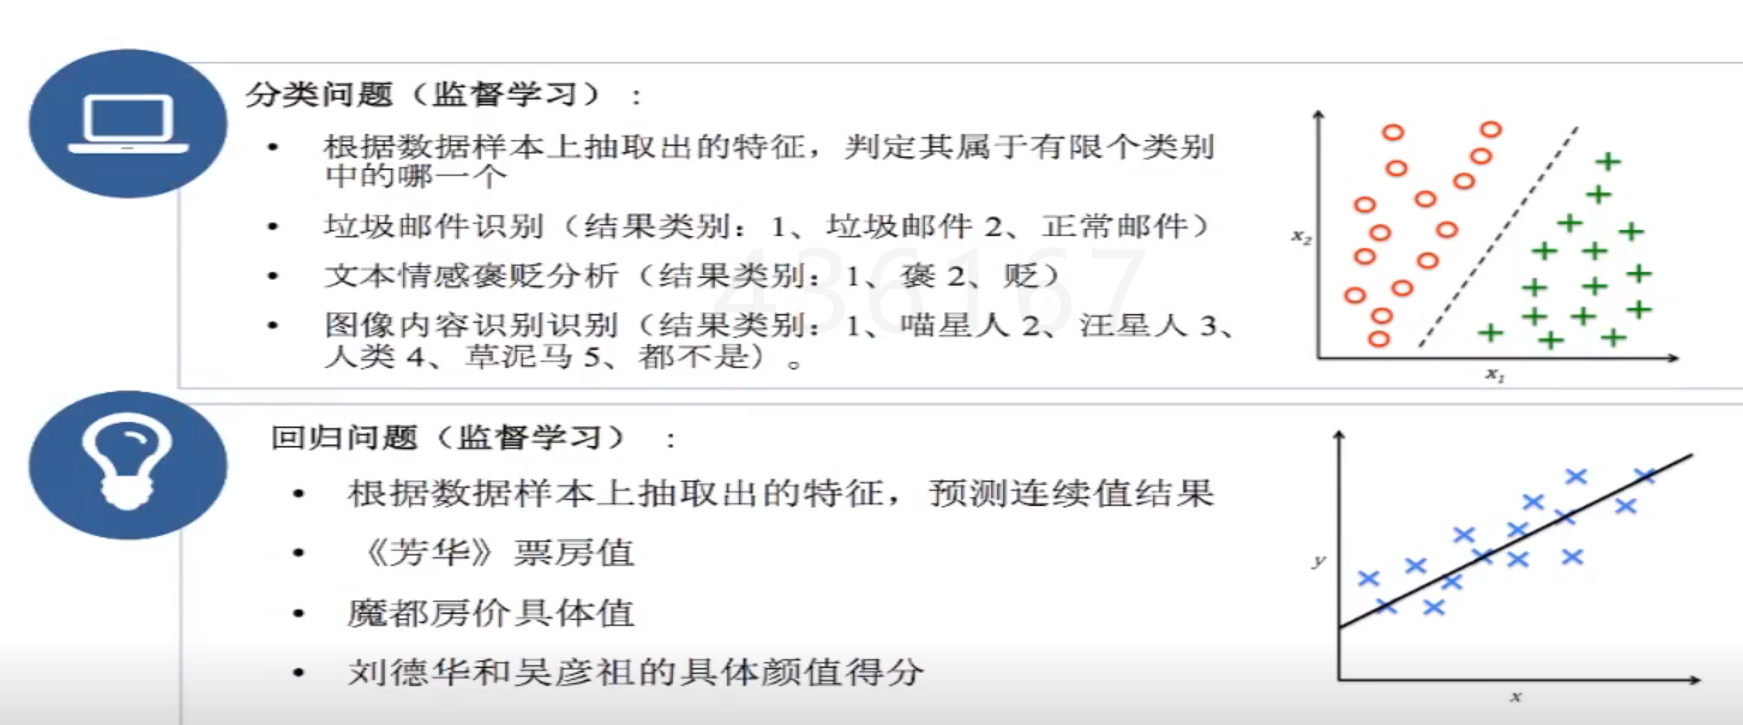 分类问题（监督学习）：
• 根据数据样本上抽取出的特征，判定其属于有限个类别
中的哪一个
• 垃圾邮件识别（结果类别：1、垃圾邮件 2、正常邮件）
• 文本情感褒贬分析（结果类别：1、褒 2、贬）
• 图像内容识别识别（结果类别：1、喵星人 2、汪星人 3、
人类 4、草泥马 5、都不是）。
436167
x2
x1
回归问题（监督学习）：
• 根据数据样本上抽取出的特征，预测连续值结果
• 《芳华》票房值
• 魔都房价具体值
• 刘德华和吴彦祖的具体颜值得分
y
x